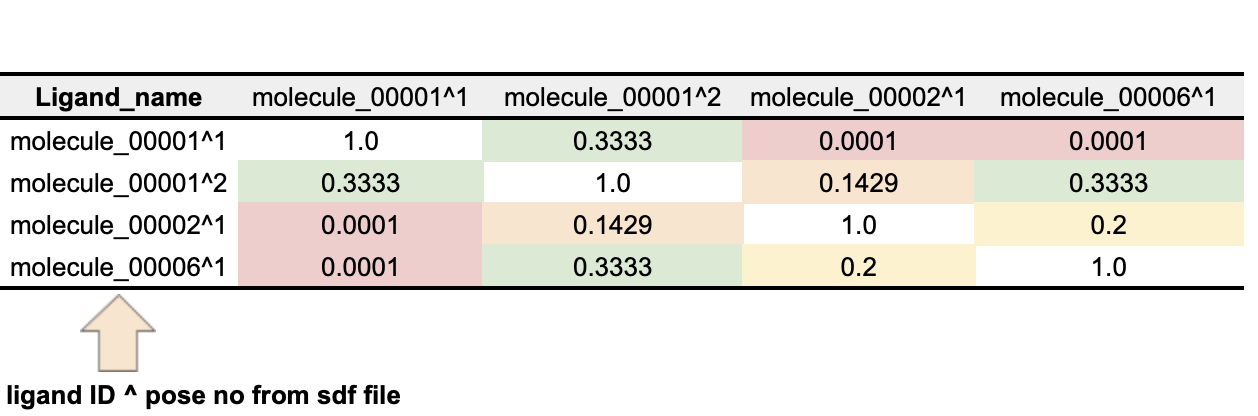 Ligand_name molecule_00001^1 molecule_00001^2 molecule_00002^1 molecule_00006^1
molecule_00001^1 1.0 0.3333 0.0001 0.0001
molecule_00001^2 0.3333 1.0 0.1429 0.3333
molecule_00002^1 0.0001 0.1429 1.0 0.2
molecule_00006^1 0.0001 0.3333 0.2 1.0
ligand ID ^ pose no from sdf file